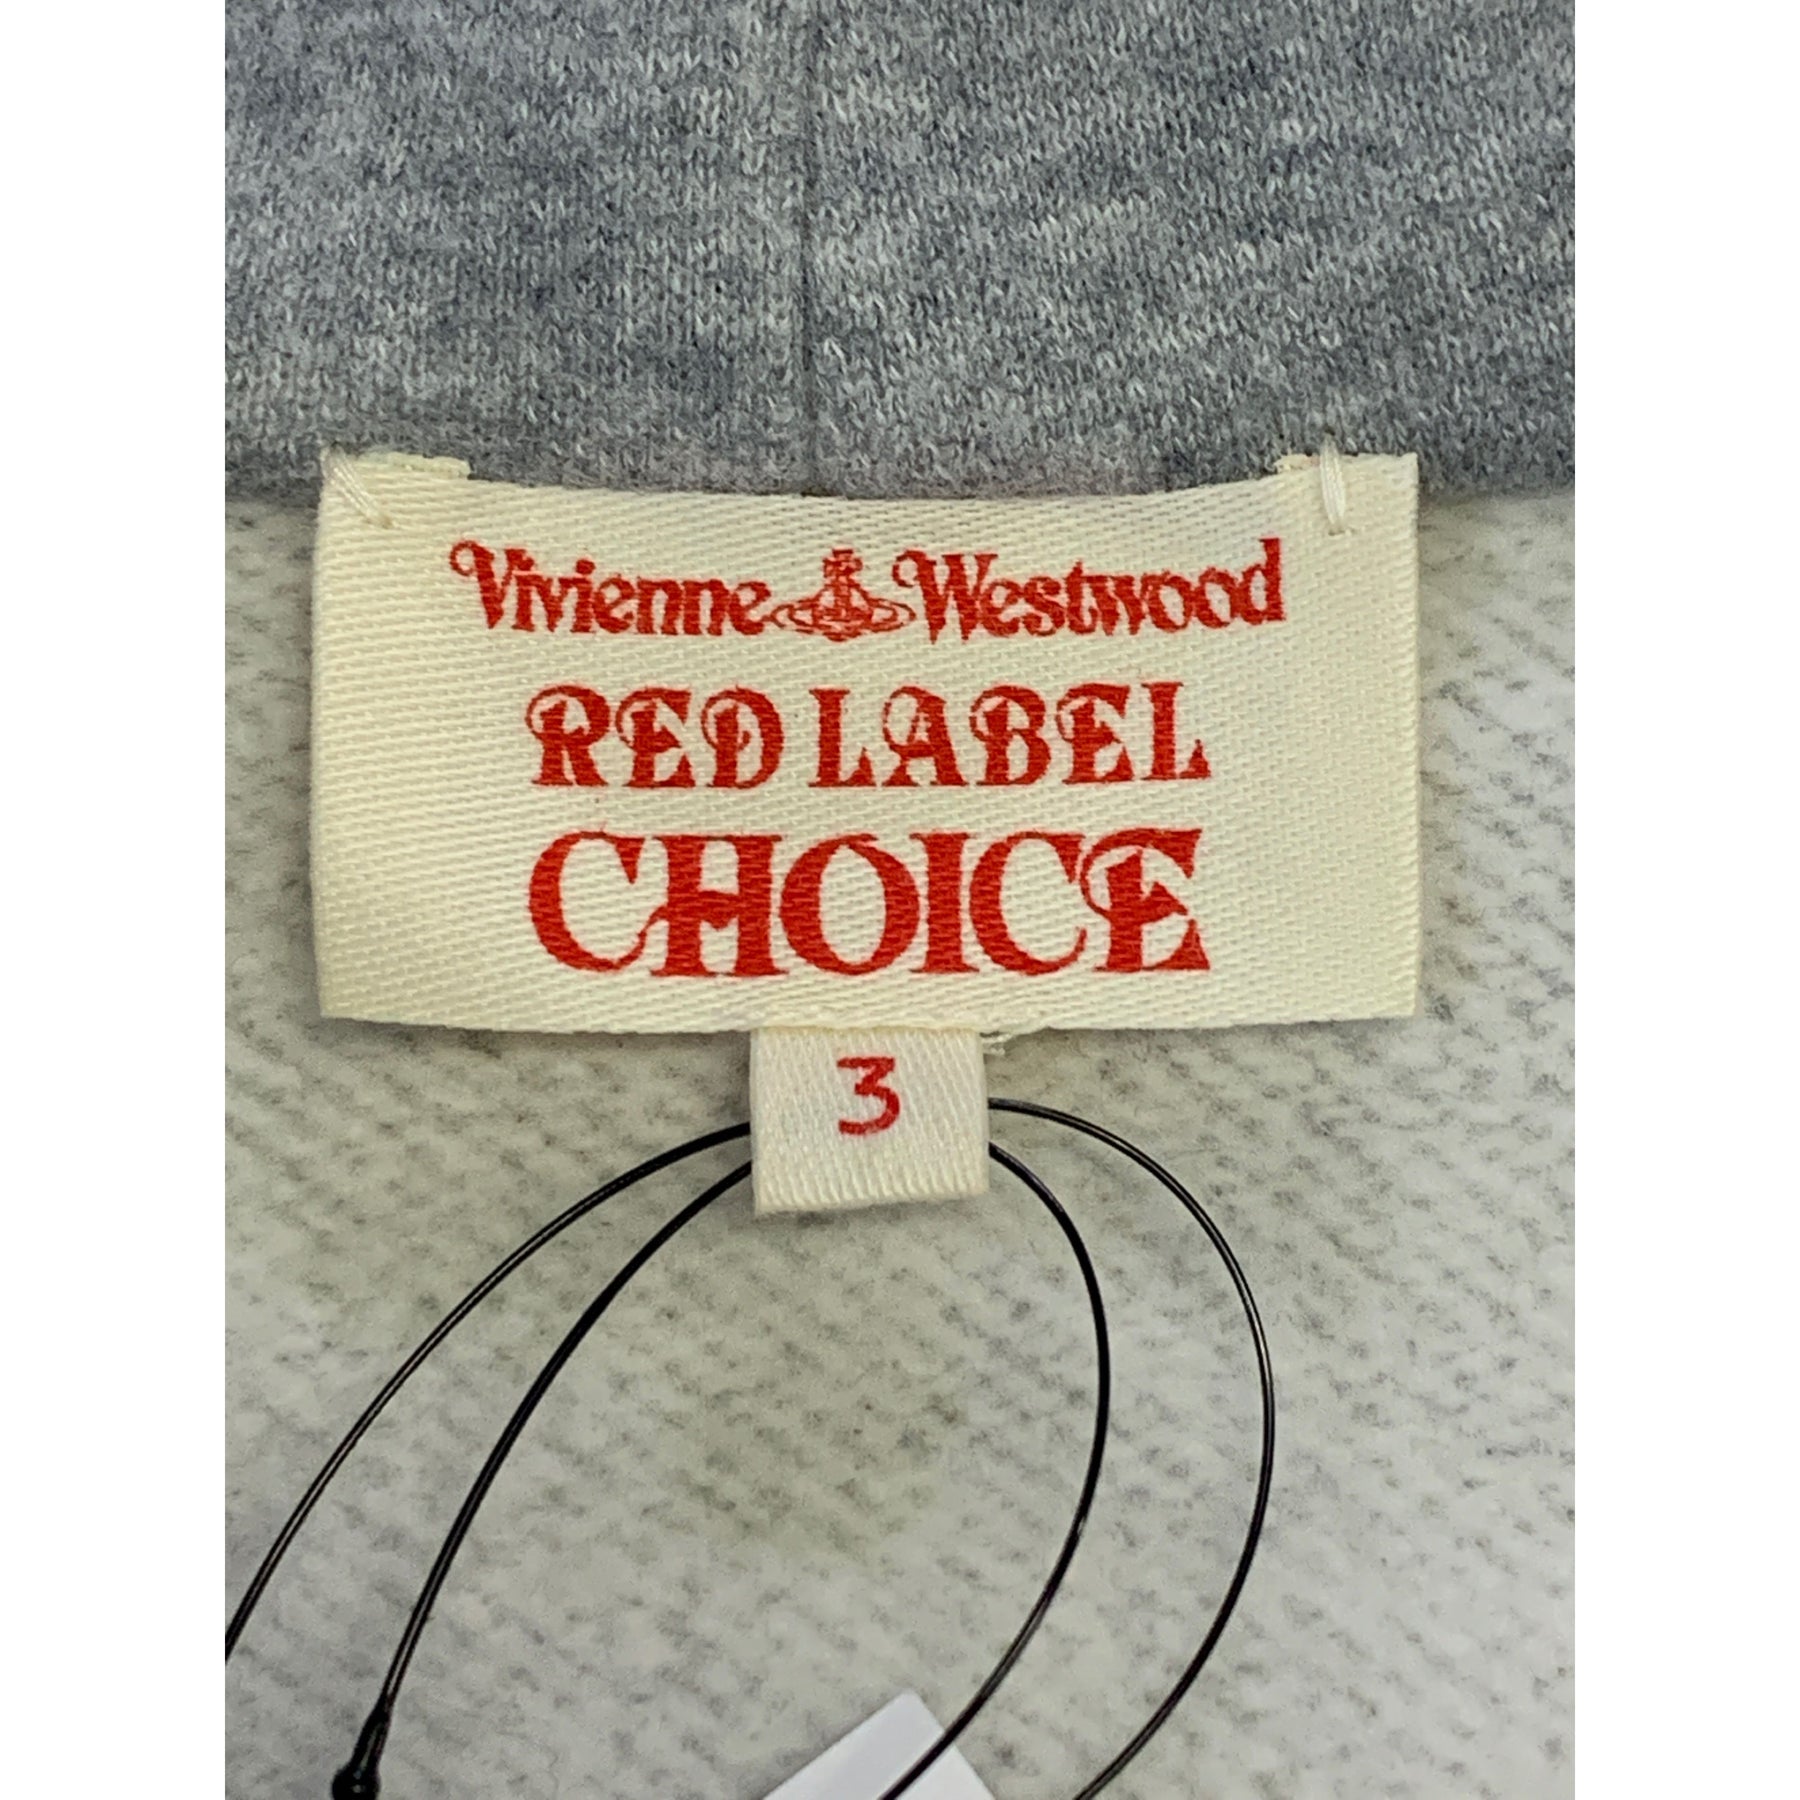 Vivienne Westwood
RED LABEL
CHOICE
3